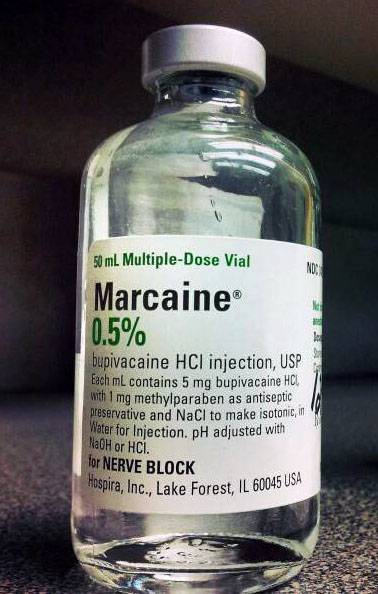 50 mL Multiple-Dose Vial
Marcaine®
0.5%
bupivacaine HCl injection, USP
Each mL contains 5 mg bupivacaine HCl,
with 1 mg methylparaben as antiseptic
preservative and NaCl to make isotonic, in
Water for Injection. pH adjusted with
NaOH or HCl.
for NERVE BLOCK
Hospira, Inc., Lake Forest, IL 60045 USA
NDC